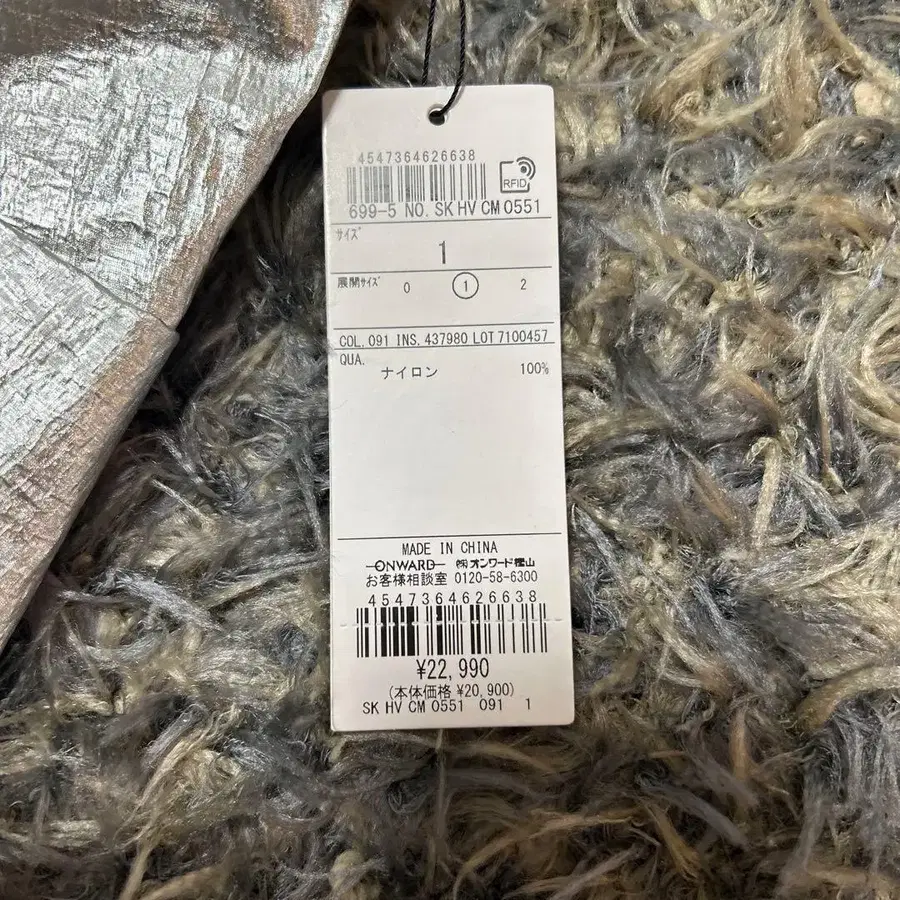 4547364626638
RFID
699-5 NO. SK HV CM 0551
サイズ
1
展開サイズ 0 1 2
COL. 091 INS. 437980 LOT 7100457
QUA.
ナイロン 100%
MADE IN CHINA
ONWARD ㈱オンワード樫山
お客様相談室 0120-58-6300
4547364626638
¥22,990
(本体価格 ¥20,900)
SK HV CM 0551 091 1